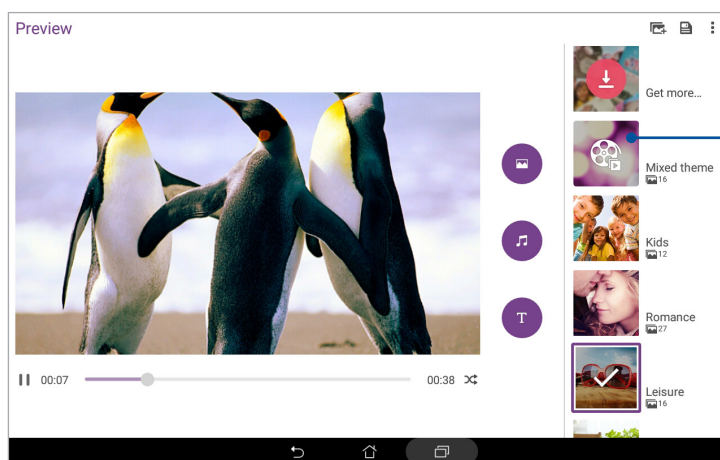 Preview
Get more...
Mixed theme
16
Kids
12
Romance
27
T
00:07
00:38
Leisure
16